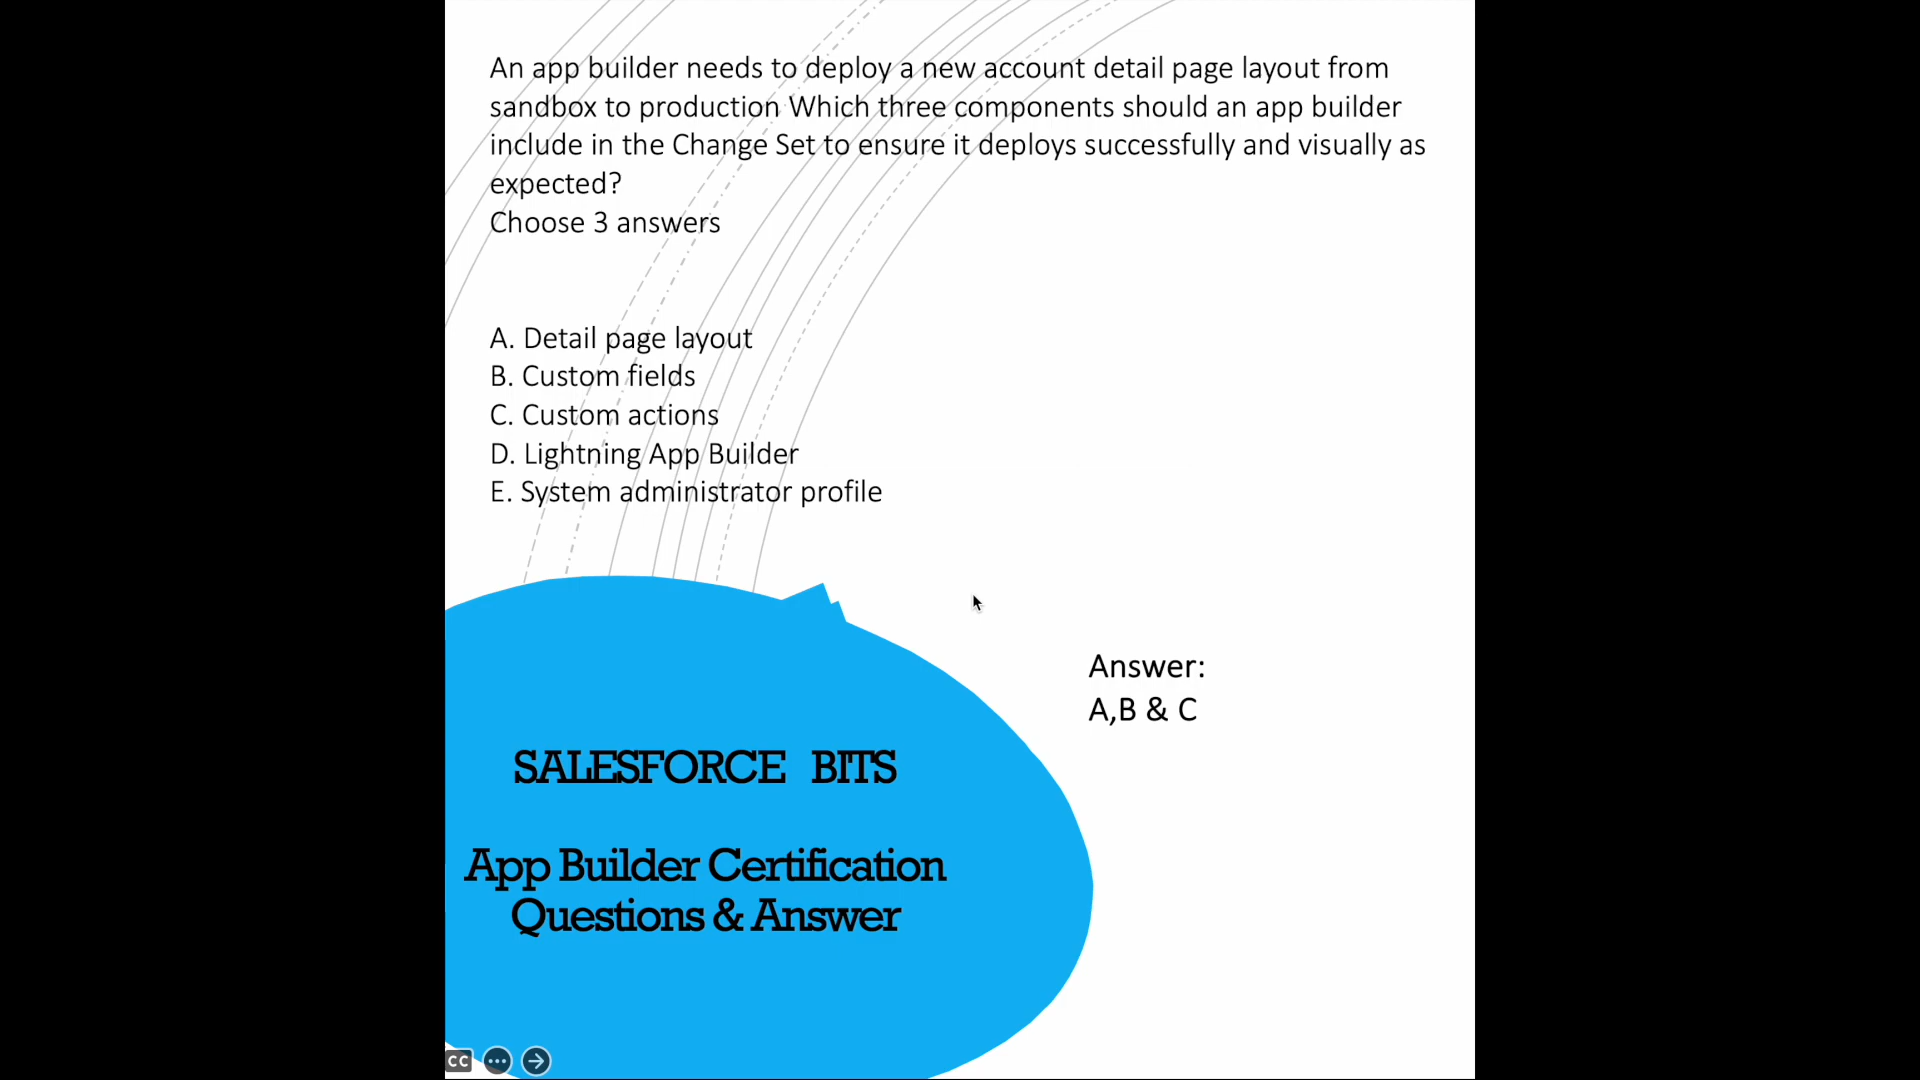 An app builder needs to deploy a new account detail page layout from
sandbox to production Which three components should an app builder
include in the Change Set to ensure it deploys successfully and visually as
expected?
Choose 3 answers
A. Detail page layout
B. Custom fields
C. Custom actions
D. Lightning App Builder
E. System administrator profile
Answer:
A,B & C
SALESFORCE BITS
App Builder Certification
Questions & Answer
CC